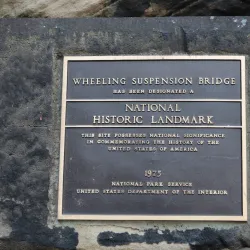 WHEELING SUSPENSION BRIDGE
HAS BEEN DESIGNATED A
NATIONAL
HISTORIC LANDMARK
THIS SITE POSSESSES NATIONAL SIGNIFICANCE
IN COMMEMORATING THE HISTORY OF THE
UNITED STATES OF AMERICA
1975
NATIONAL PARK SERVICE
UNITED STATES DEPARTMENT OF THE INTERIOR